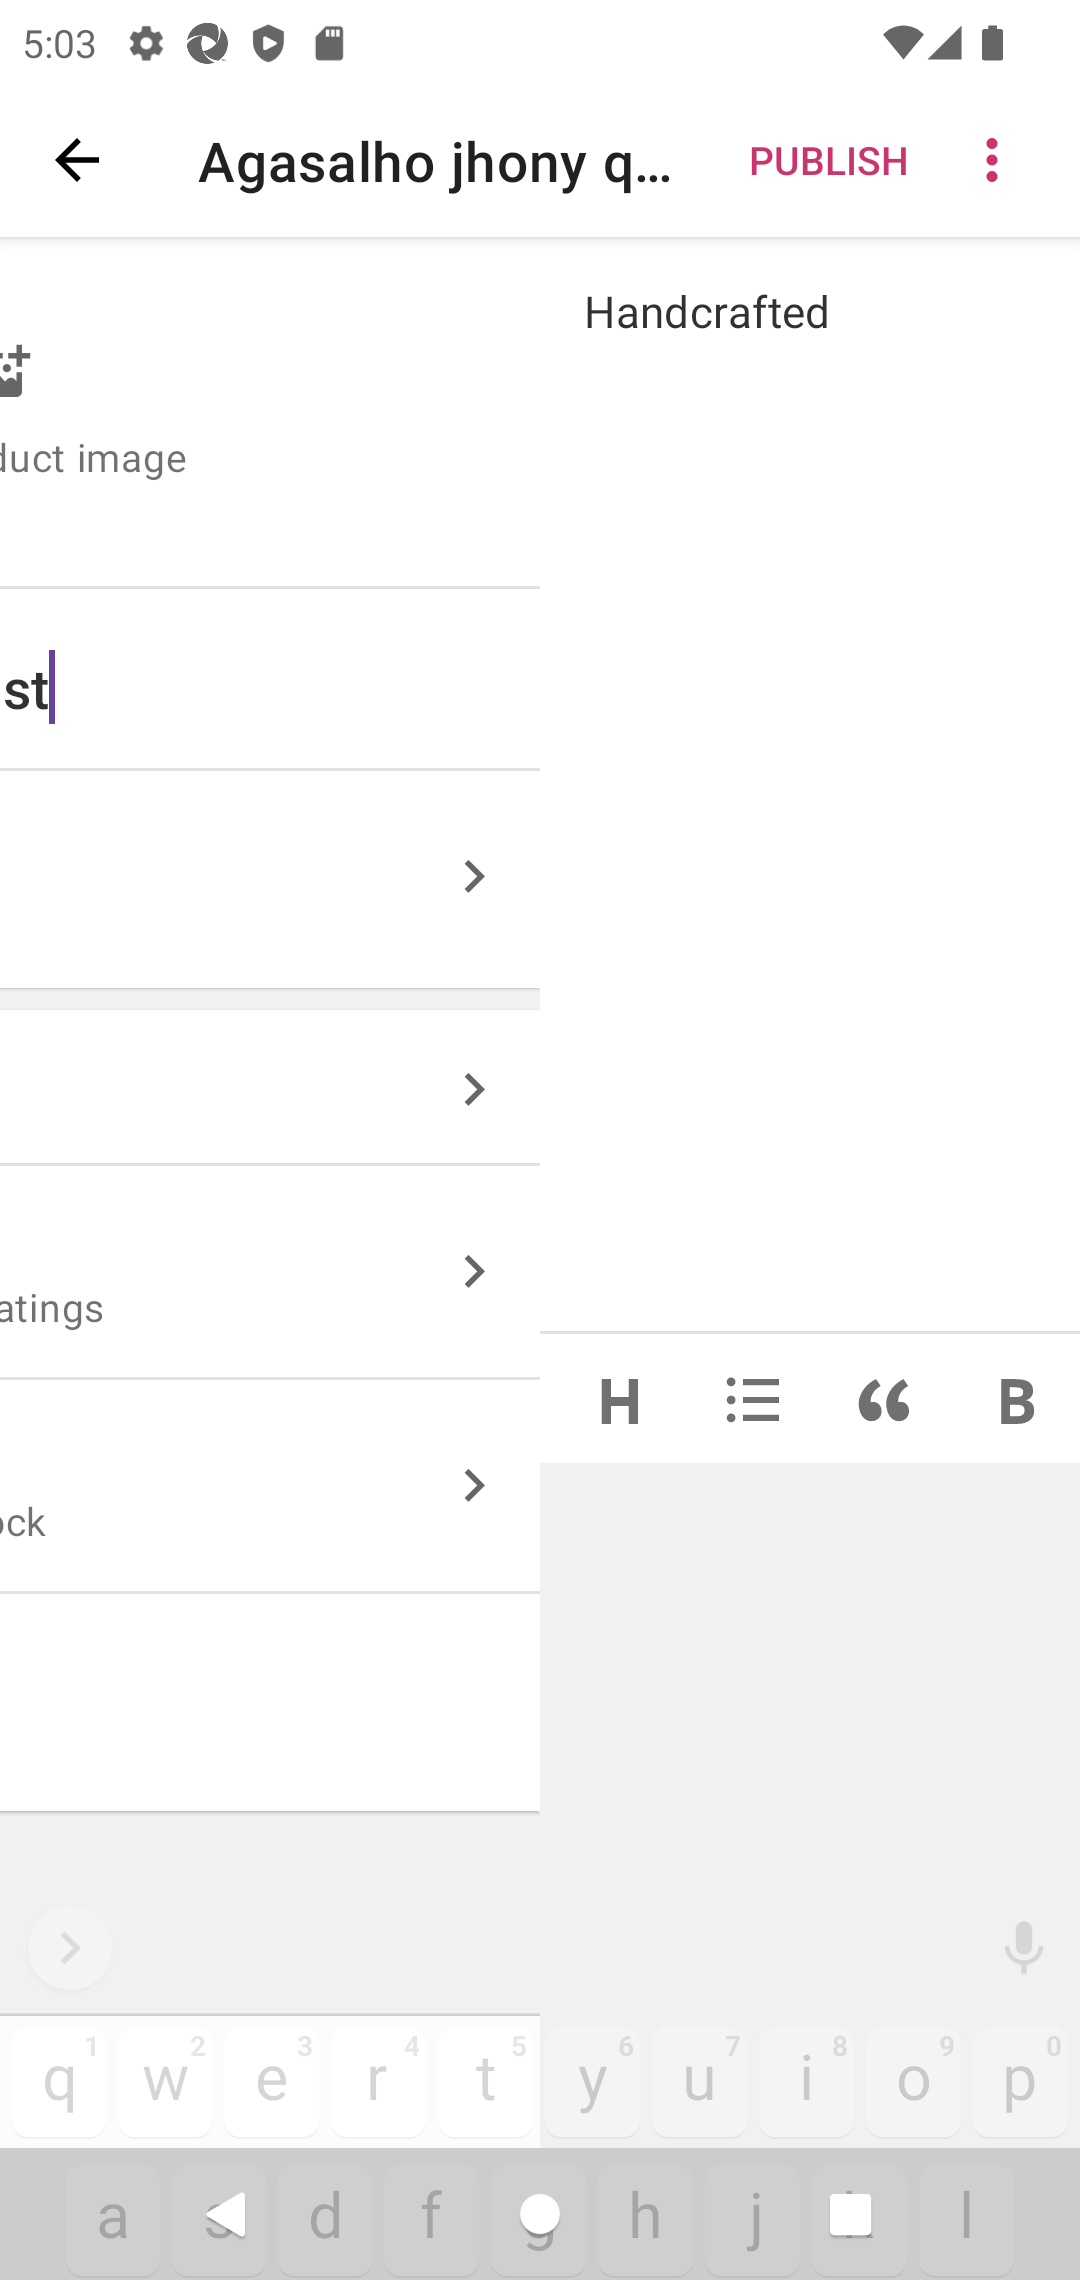 5:03
Agasalho jhony q...
PUBLISH
Handcrafted
duct image
st
atings
ock
H
B
q 1 w 2 e 3 r 4 t 5 y 6 u 7 i 8 o 9 p 0
a s d f g h j k l